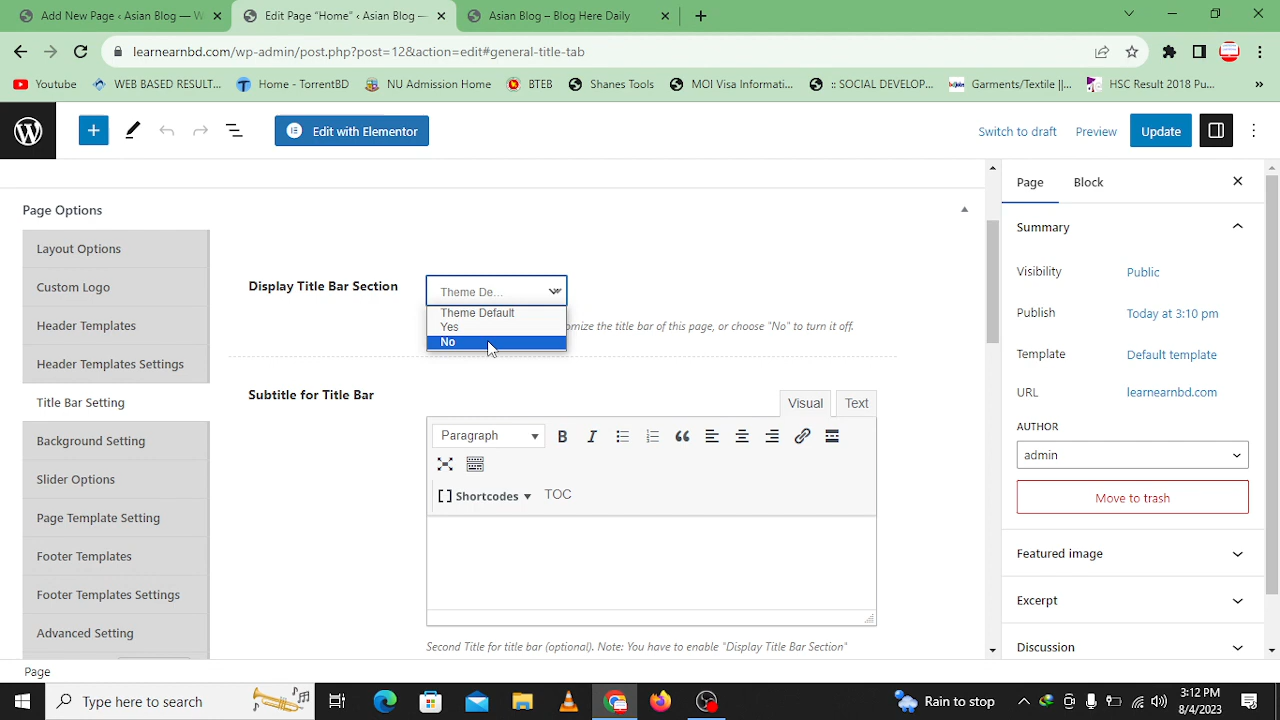 Add New Page ‹ Asian Blog — W
Edit Page "Home" ‹ Asian Blog —
Asian Blog – Blog Here Daily
learnearnbd.com/wp-admin/post.php?post=12&action=edit#general-title-tab
Youtube
WEB BASED RESULT...
Home - TorrentBD
NU Admission Home
BTEB
Shanes Tools
MOI Visa Informati...
:: SOCIAL DEVELOP...
Garments/Textile ||...
HSC Result 2018 Pu...
»
Edit with Elementor
Switch to draft
Preview
Update
Page
Block
Page Options
Summary
Layout Options
Custom Logo
Header Templates
Header Templates Settings
Title Bar Setting
Background Setting
Slider Options
Page Template Setting
Footer Templates
Footer Templates Settings
Advanced Setting
Display Title Bar Section
Theme De...
Theme Default
Yes
No
omize the title bar of this page, or choose "No" to turn it off.
Subtitle for Title Bar
Visual
Text
Paragraph
B
I
[ ] Shortcodes
TOC
Second Title for title bar (optional). Note: You have to enable "Display Title Bar Section"
Visibility
Public
Publish
Today at 3:10 pm
Template
Default template
URL
learnearnbd.com
AUTHOR
admin
Move to trash
Featured image
Excerpt
Discussion
Page
Type here to search
Rain to stop
3:12 PM
8/4/2023